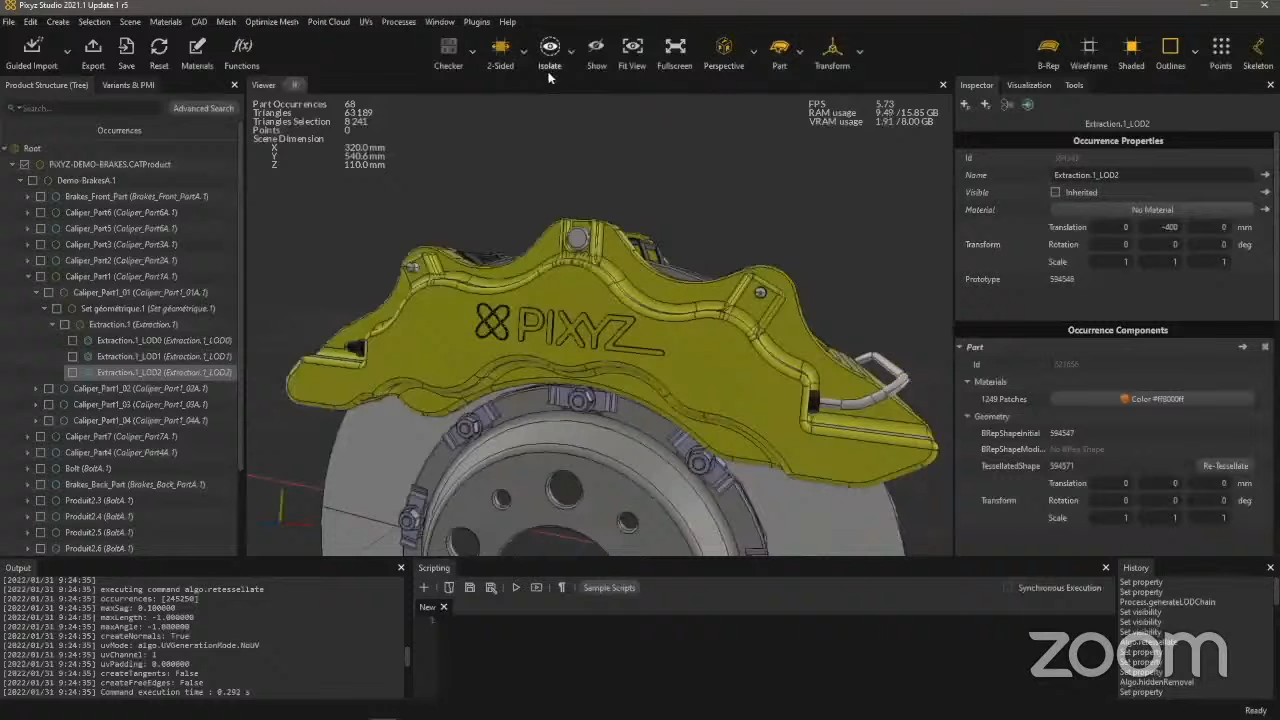 Pixyz Studio 2021.1 Update 1 r5
File Edit Create Selection Scene Materials CAD Mesh Optimize Mesh Point Cloud UVs Processes Window Plugins Help
Guided Import Export Save Reset Materials Functions Checker 2-Sided Isolate Show Fit View Fullscreen Perspective Part Transform B-Rep Wireframe Shaded Outlines Points Skeleton
Product Structure (Tree) Variants & PMI
Search... Advanced Search
Occurrences
Root
PiXYZ-DEMO-BRAKES.CATProduct
Demo-BrakesA.1
Brakes_Front_Part (Brakes_Front_PartA.1)
Caliper_Part6 (Caliper_Part6A.1)
Caliper_Part5 (Caliper_Part6A.1)
Caliper_Part3 (Caliper_Part3A.1)
Caliper_Part2 (Caliper_Part2A.1)
Caliper_Part1 (Caliper_Part1A.1)
Caliper_Part1_01 (Caliper_Part1_01A.1)
Set géométrique.1 (Set géométrique.1)
Extraction.1 (Extraction.1)
Extraction.1_LOD0 (Extraction.1_LOD0)
Extraction.1_LOD1 (Extraction.1_LOD1)
Extraction.1_LOD2 (Extraction.1_LOD2)
Caliper_Part1_02 (Caliper_Part1_02A.1)
Caliper_Part1_03 (Caliper_Part1_03A.1)
Caliper_Part1_04 (Caliper_Part1_04A.1)
Caliper_Part7 (Caliper_Part7A.1)
Caliper_Part4 (Caliper_Part4A.1)
Bolt (BoltA.1)
Brakes_Back_Part (Brakes_Back_PartA.1)
Produit2.3 (BoltA.1)
Produit2.4 (BoltA.1)
Produit2.5 (BoltA.1)
Produit2.6 (BoltA.1)
Viewer
Part Occurrences 68
Triangles 63 189
Triangles Selection 8 241
Points 0
Scene Dimension
X 320.0 mm
Y 540.6 mm
Z 110.0 mm
FPS 5.73
RAM usage 9.49 / 15.85 GB
VRAM usage 1.91 / 8.00 GB
PIXYZ
Inspector Visualization Tools
Extraction.1_LOD2
Occurrence Properties
Id
Name Extraction.1_LOD2
Visible Inherited
Material No Material
Translation 0 -400 0 mm
Transform Rotation 0 0 0 deg
Scale 1 1 1
Prototype 594548
Occurrence Components
Part
Id 621656
Materials
1249 Patches Color #ff8000ff
Geometry
BRepShapeInitial 594547
BRepShapeModi... No BRep Shape
TessellatedShape 594571 Re-Tessellate
Translation 0 0 0 mm
Transform Rotation 0 0 0 deg
Scale 1 1 1
Output
[2022/01/31 9:24:35]
[2022/01/31 9:24:35] executing command algo.retessellate
[2022/01/31 9:24:35] occurrences: [245250]
[2022/01/31 9:24:35] maxSag: 0.100000
[2022/01/31 9:24:35] maxLength: -1.000000
[2022/01/31 9:24:35] maxAngle: -1.000000
[2022/01/31 9:24:35] createNormals: True
[2022/01/31 9:24:35] uvMode: algo.UVGenerationMode.NoUV
[2022/01/31 9:24:35] uvChannel: 1
[2022/01/31 9:24:35] uvPadding: 0.000000
[2022/01/31 9:24:35] createTangents: False
[2022/01/31 9:24:35] createFreeEdges: False
[2022/01/31 9:24:35] Command execution time : 0.292 s
Scripting
Sample Scripts Synchronous Execution
New
1
History
Set property
Set property
Process.generateLODChain
Set visibility
Set visibility
Set visibility
Algo.retessellate
Set property
Set property
Set property
Algo.hiddenRemoval
Set property
zoom
Ready